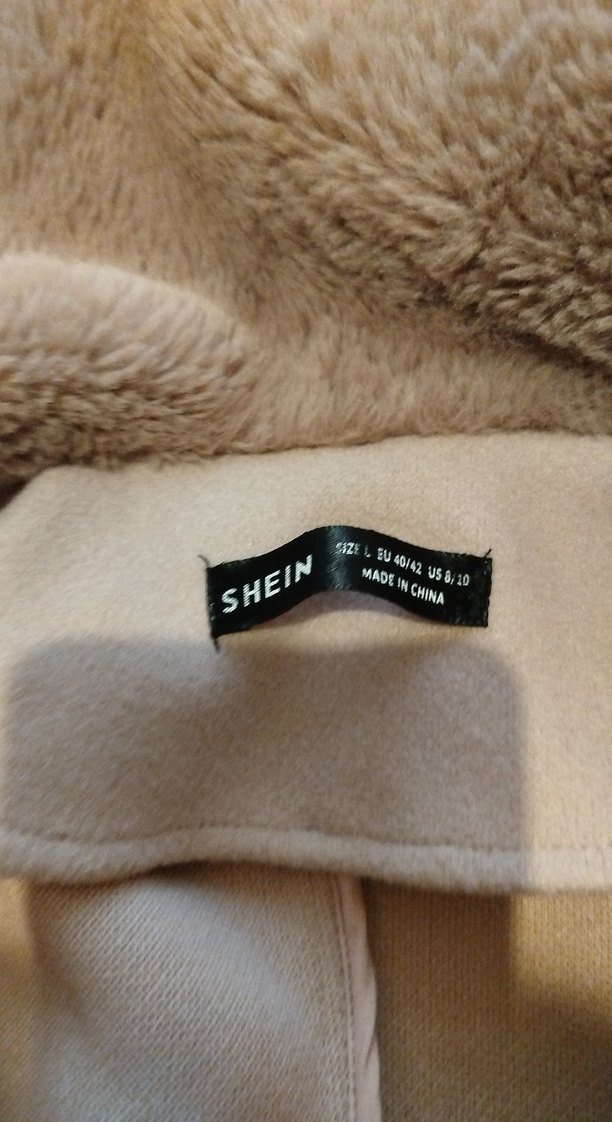 SHEIN
SIZE L EU 40/42 US 8/10
MADE IN CHINA